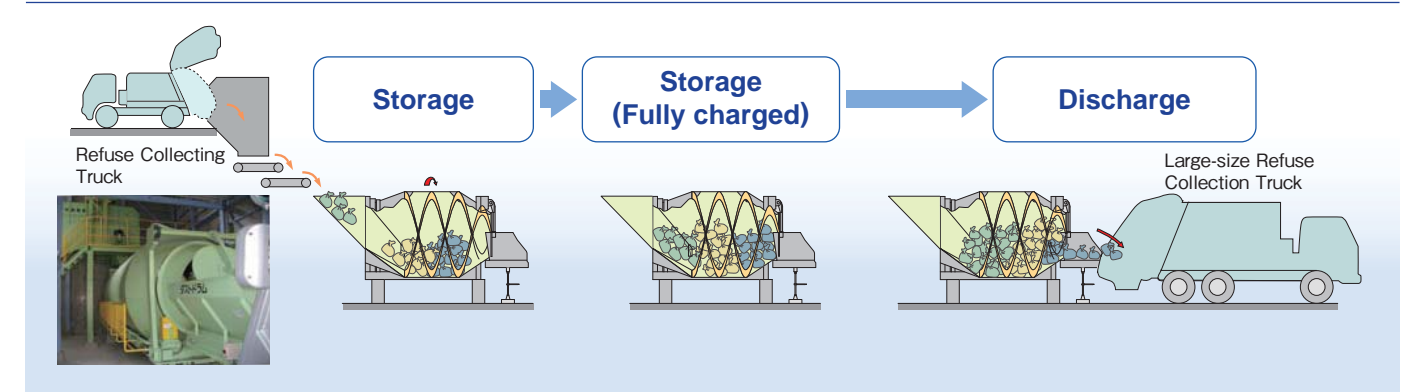 Storage
Storage
(Fully charged)
Discharge
Refuse Collecting
Truck
Large-size Refuse
Collection Truck